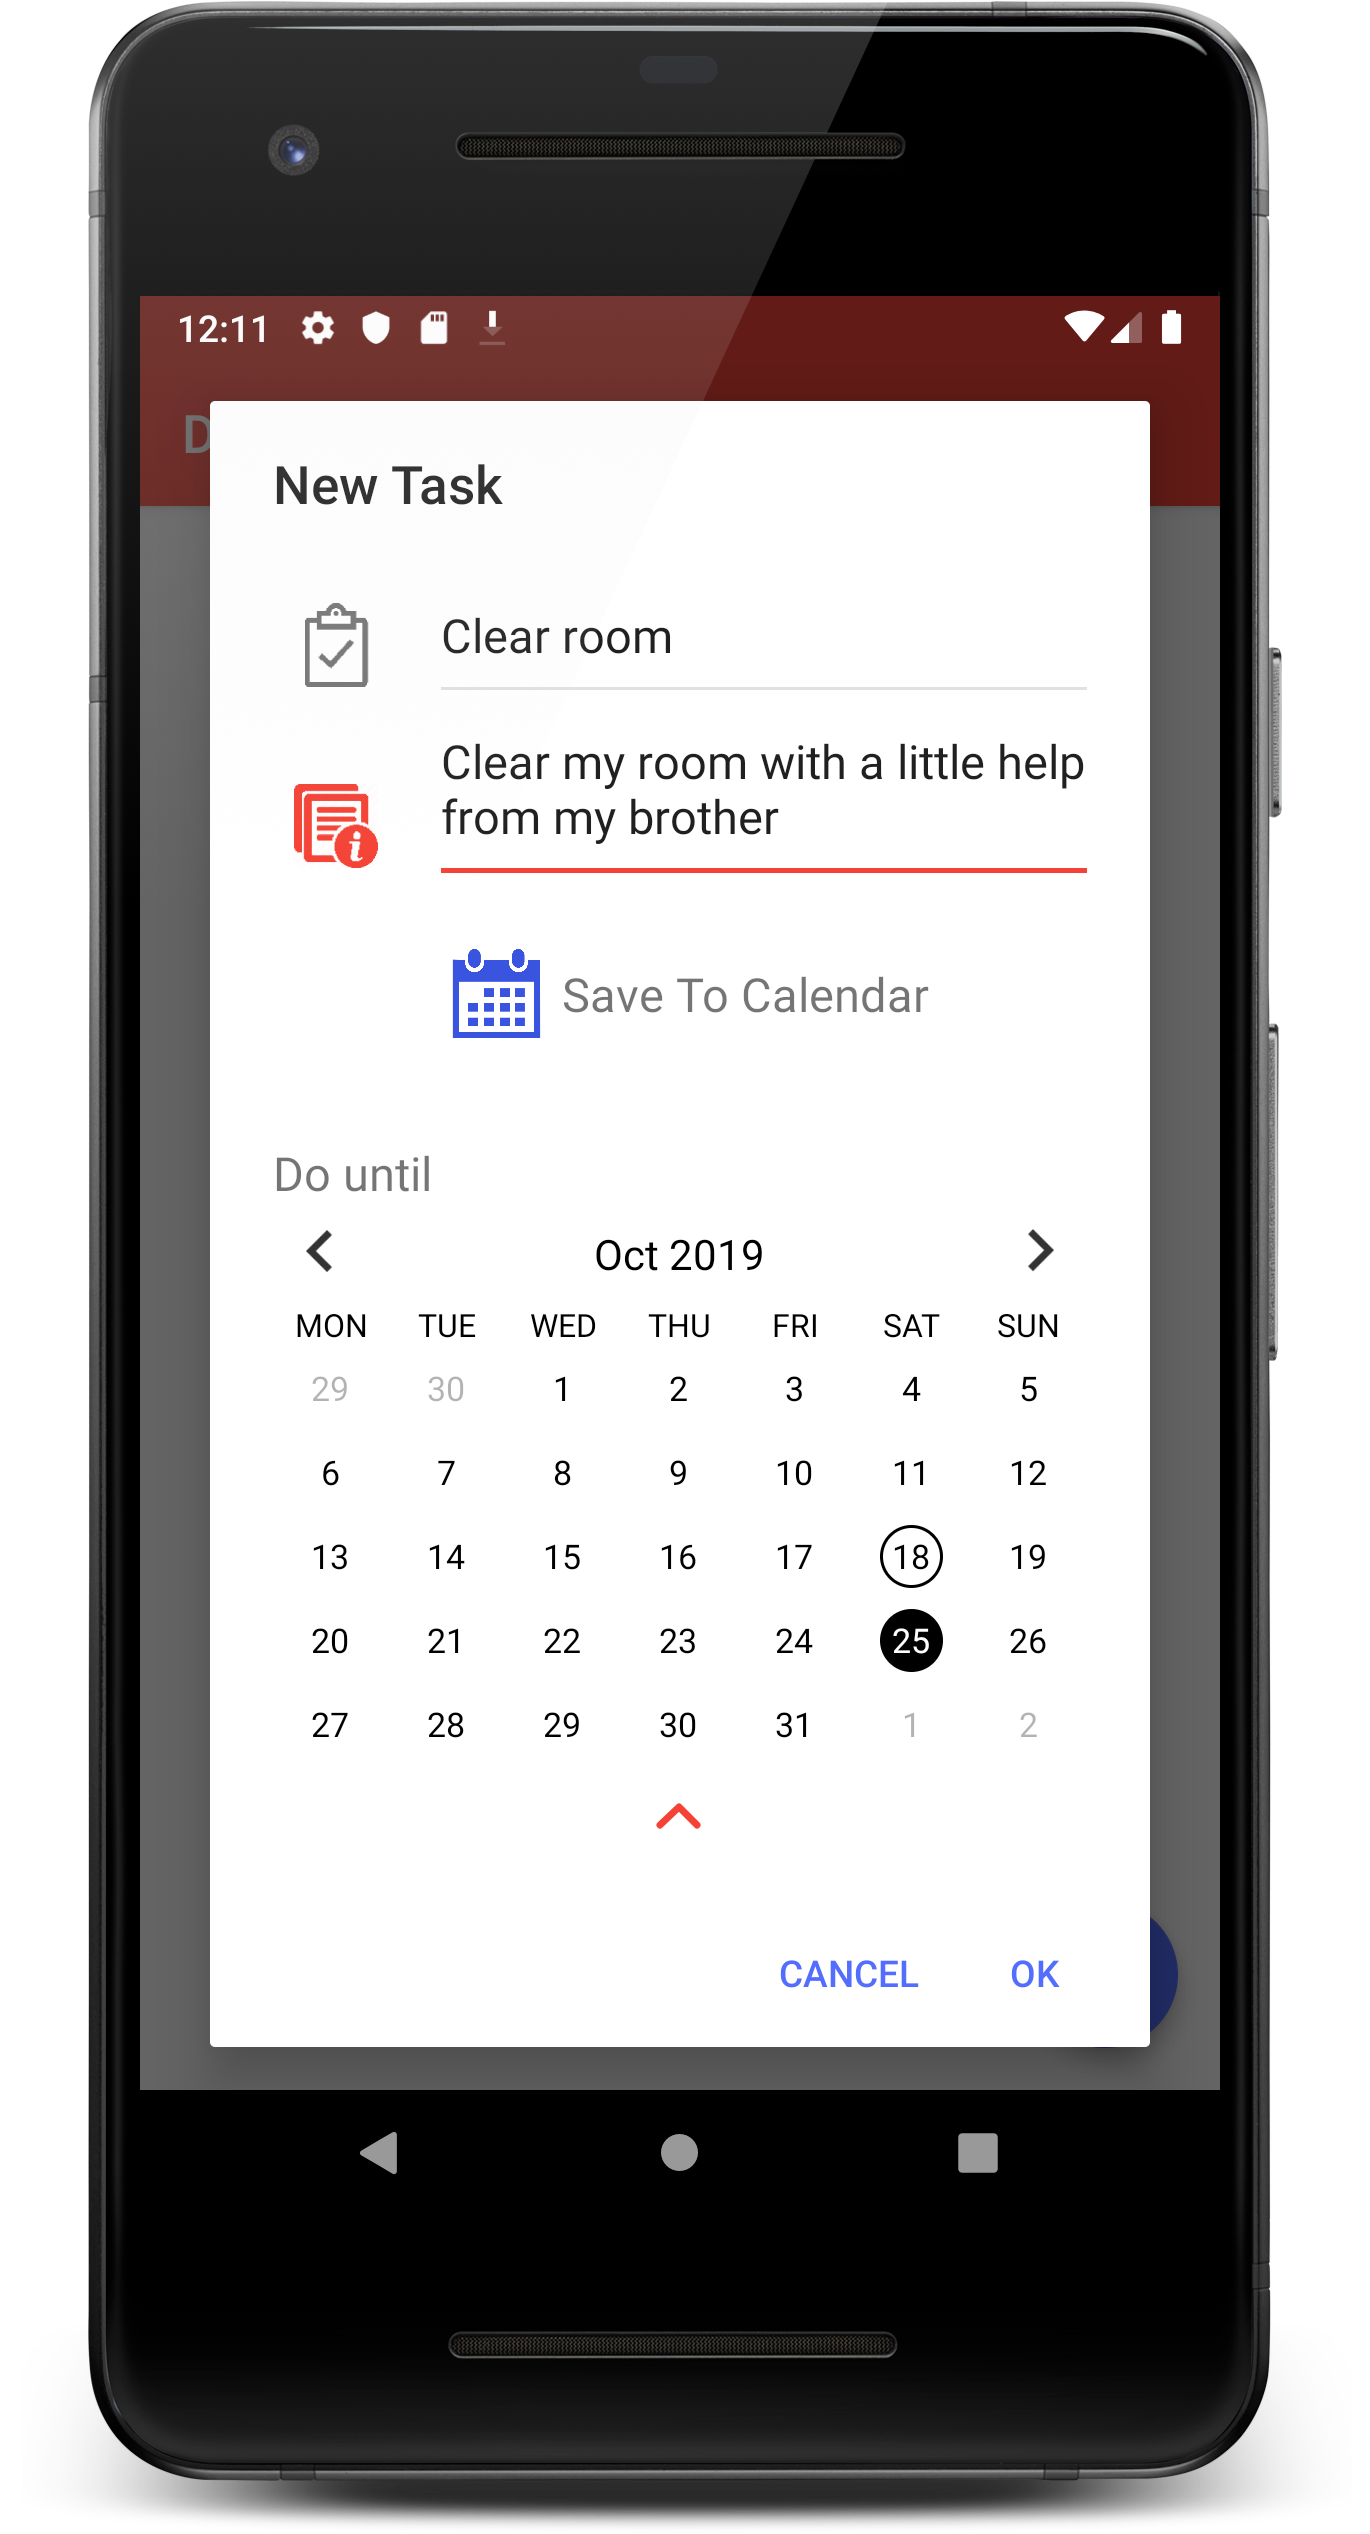 12:11
D
New Task
Clear room
Clear my room with a little help
from my brother
Save To Calendar
Do until
Oct 2019
MON TUE WED THU FRI SAT SUN
29 30 1 2 3 4 5
6 7 8 9 10 11 12
13 14 15 16 17 18 19
20 21 22 23 24 25 26
27 28 29 30 31 1 2
CANCEL OK